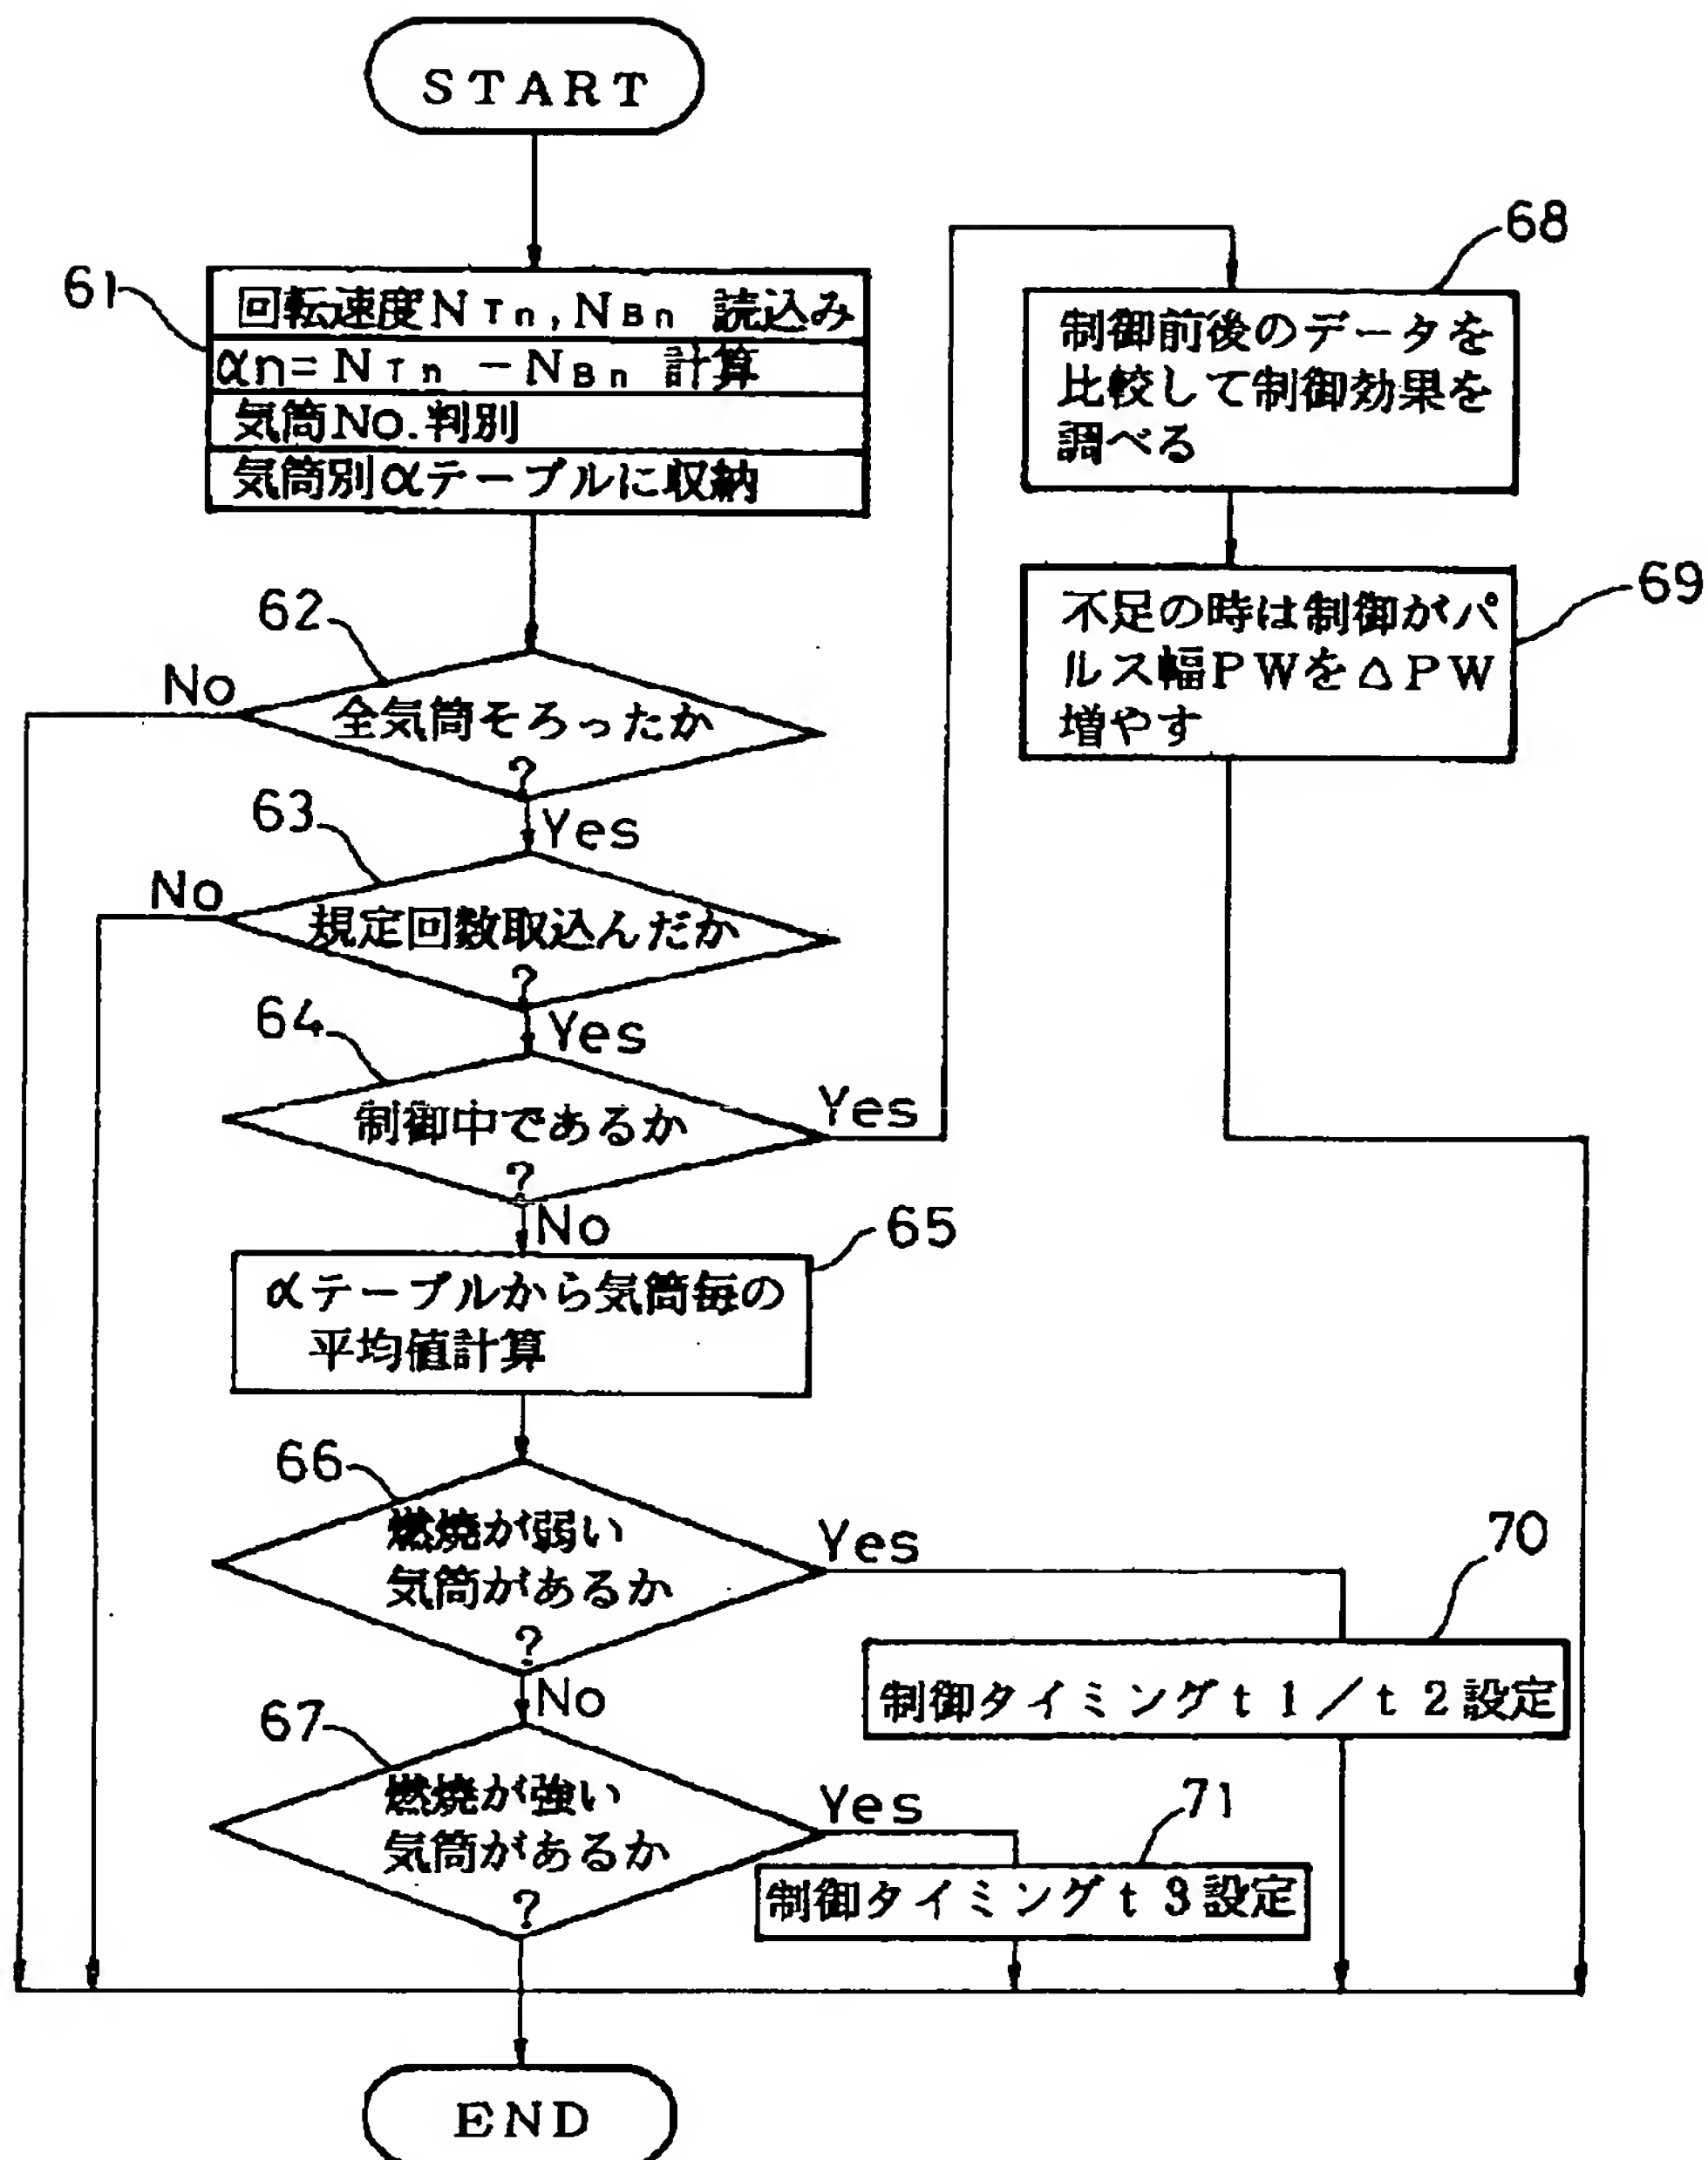 START
61
回転速度NTn,NBn 読込み
αn=NTn −NBn 計算
気筒No.判別
気筒別αテーブルに収納
62
No
全気筒そろったか
?
Yes
63
No
規定回数取込んだか
?
Yes
64
制御中であるか
?
Yes
No
65
αテーブルから気筒毎の
平均値計算
66
燃焼が弱い
気筒があるか
?
Yes
No
67
燃焼が強い
気筒があるか
?
Yes
68
制御前後のデータを
比較して制御効果を
調べる
69
不足の時は制御がパ
ルス幅PWをΔPW
増やす
70
制御タイミングt1/t2設定
71
制御タイミングt3設定
END